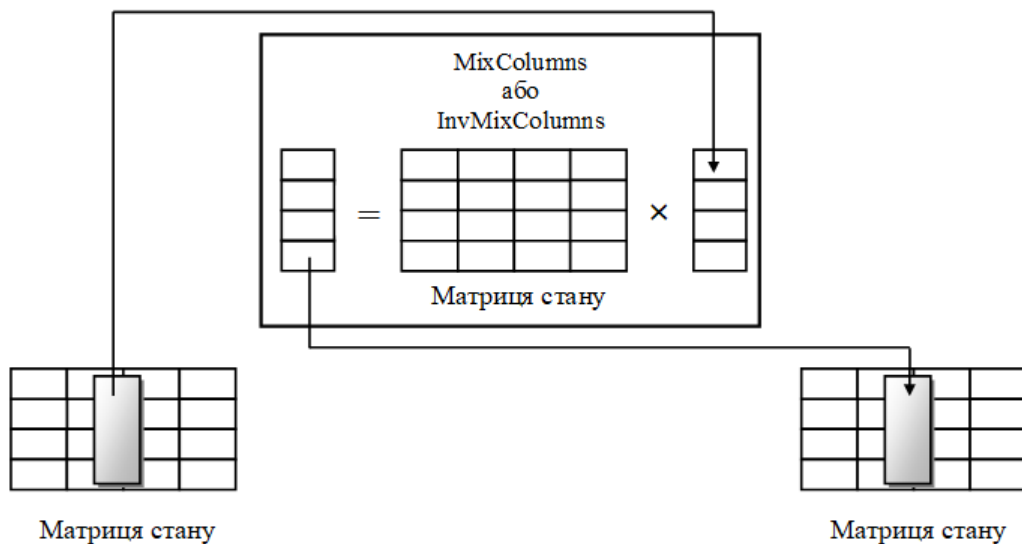 MixColumns
або
InvMixColumns
= ×
Матриця стану
Матриця стану
Матриця стану